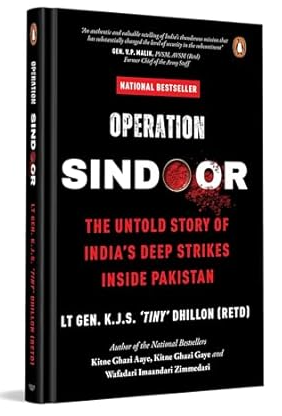 "An authentic and valuable retelling of India's thunderous mission that
has substantially changed the level of security in the subcontinent"
GEN. V.P. MALIK, PVSM, AVSM (Retd)
Former Chief of the Army Staff
NATIONAL BESTSELLER
OPERATION
SINDOOR
THE UNTOLD STORY OF
INDIA'S DEEP STRIKES
INSIDE PAKISTAN
LT GEN. K.J.S. 'TINY' DHILLON (RETD)
Author of the National Bestsellers
Kitne Ghazi Aaye, Kitne Ghazi Gaye and
Wafadari Imaandari Zimmedari
OPERATION
SINDOOR
LT GEN. K.J.S. 'TINY' DHILLON (RETD)